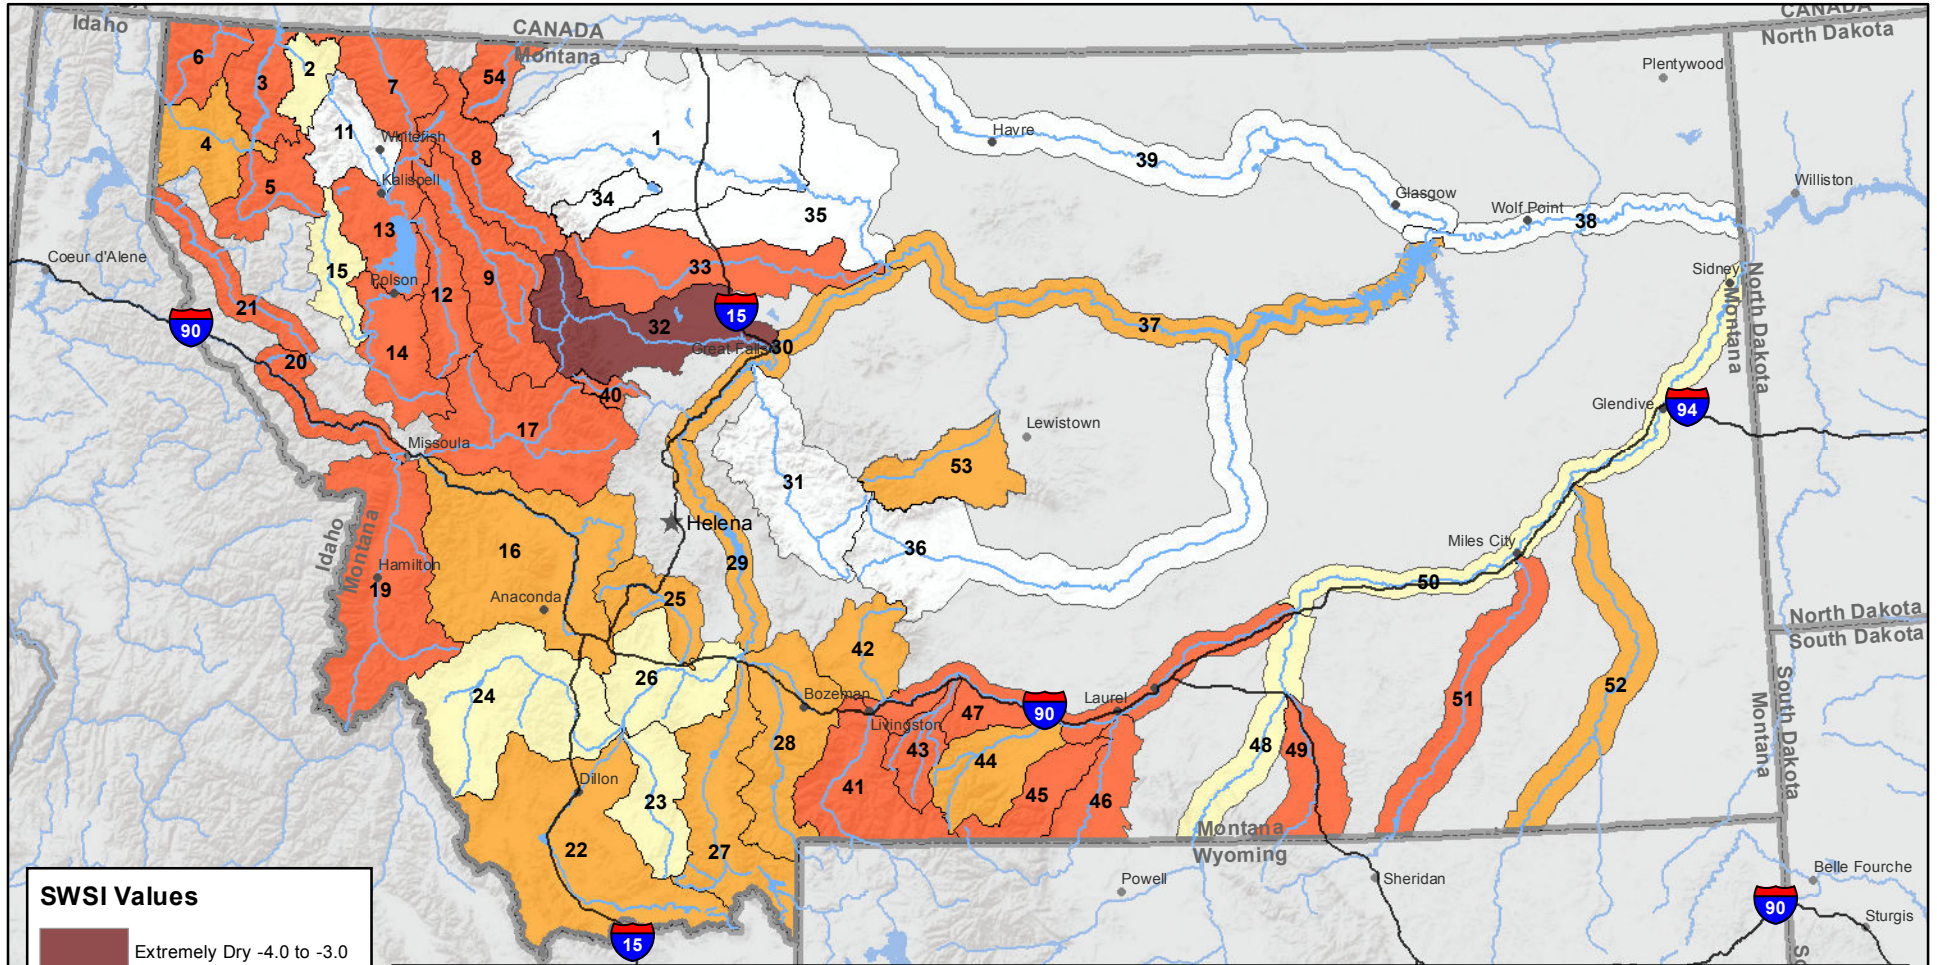 CANADA
Idaho
CANADA
Montana
CANADA
North Dakota
6
3
2
7
54
4
11
Whitefish
8
1
Havre
39
Plentywood
5
Kalispell
34
35
Glasgow
Wolf Point
38
Williston
Coeur d'Alene
13
15
Polson
12
9
33
Sidney
North Dakota
Montana
21
90
20
14
32
15
Great Falls
30
37
40
17
Missoula
Lewistown
53
31
Glendive
94
Idaho
Montana
16
Helena
36
29
Miles City
50
Hamilton
19
Anaconda
25
42
North Dakota
South Dakota
24
26
Bozeman
Livingston
47
90
Laurel
51
52
South Dakota
Montana
28
43
44
48
49
Dillon
23
41
45
46
22
27
Montana
Wyoming
Powell
Sheridan
Belle Fourche
90
Sturgis
So
15
SWSI Values
Extremely Dry -4.0 to -3.0